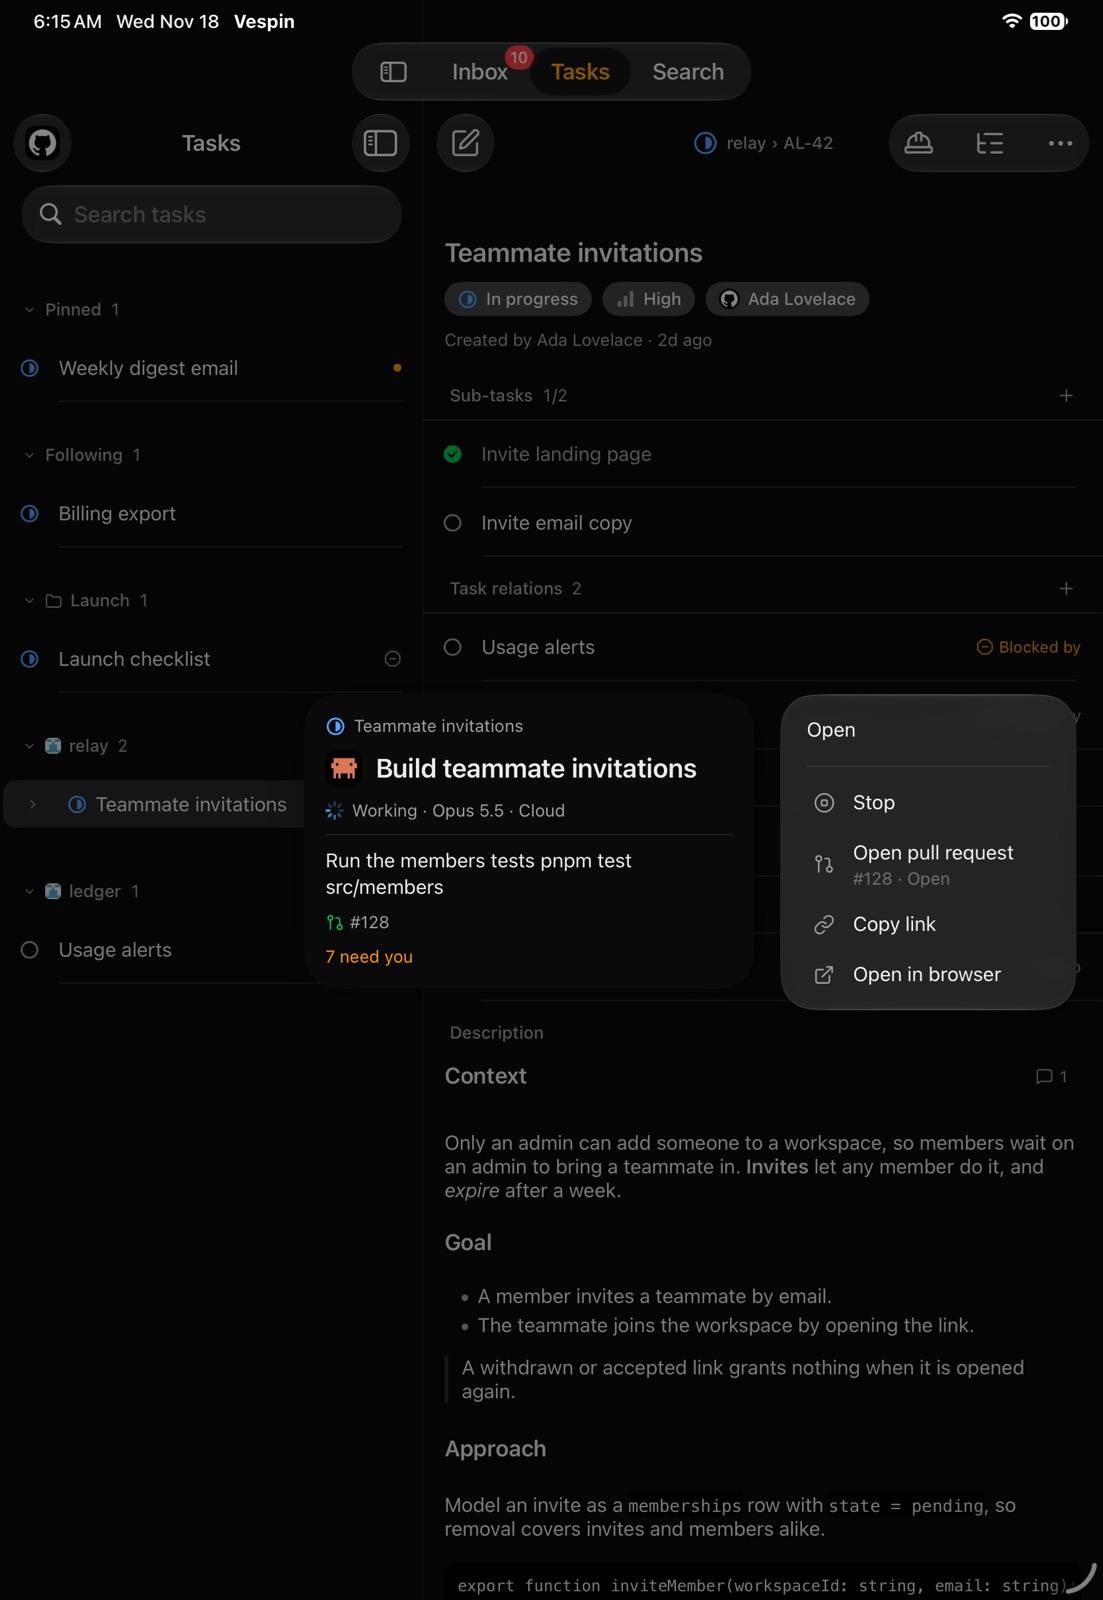 6:15 AM Wed Nov 18 Vespin
100
Inbox 10 Tasks Search
Tasks
relay › AL-42
Search tasks
Pinned 1
Weekly digest email
Following 1
Billing export
Launch 1
Launch checklist
relay 2
Teammate invitations
ledger 1
Usage alerts
Teammate invitations
In progress High Ada Lovelace
Created by Ada Lovelace · 2d ago
Sub-tasks 1/2
Invite landing page
Invite email copy
Task relations 2
Usage alerts Blocked by
Teammate invitations
Build teammate invitations
Working · Opus 5.5 · Cloud
Run the members tests pnpm test
src/members
#128
7 need you
Open
Stop
Open pull request
#128 · Open
Copy link
Open in browser
Description
Context
1
Only an admin can add someone to a workspace, so members wait on
an admin to bring a teammate in. Invites let any member do it, and
expire after a week.
Goal
• A member invites a teammate by email.
• The teammate joins the workspace by opening the link.
A withdrawn or accepted link grants nothing when it is opened
again.
Approach
Model an invite as a memberships row with state = pending, so
removal covers invites and members alike.
export function inviteMember(workspaceId: string, email: string)